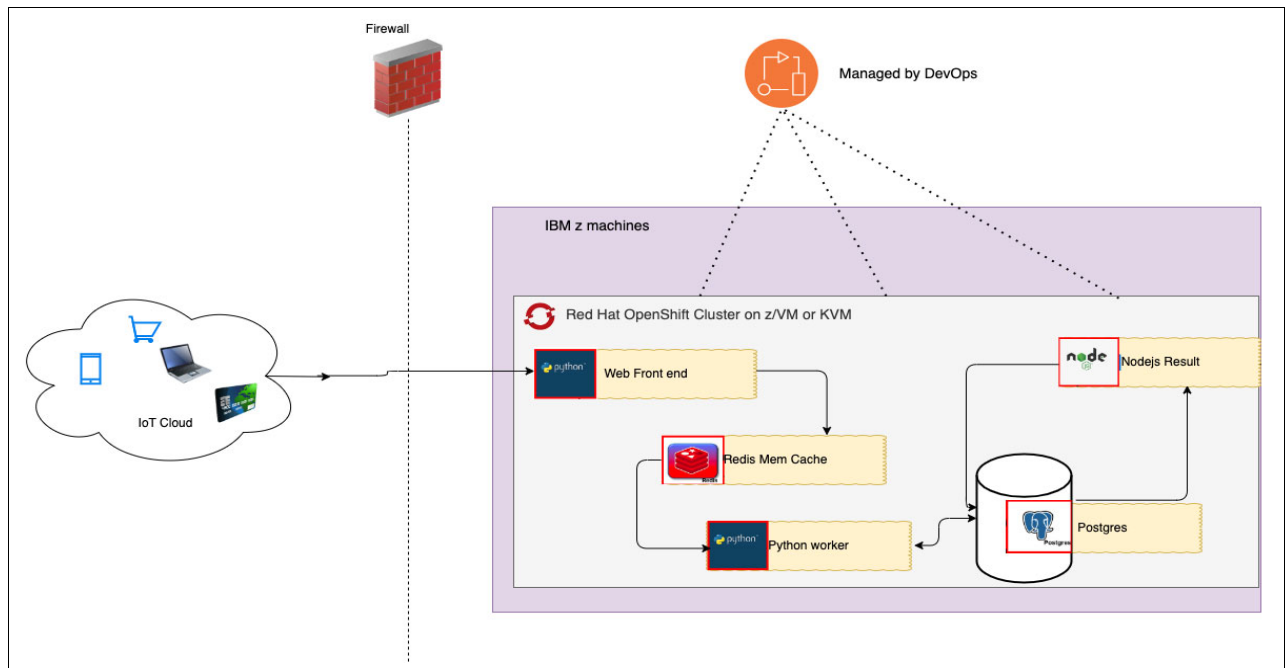 Firewall
Managed by DevOps
IBM z machines
Red Hat OpenShift Cluster on z/VM or KVM
python
Web Front end
node
JS
Nodejs Result
IoT Cloud
Redis Mem Cache
Redis
python
Python worker
Postgres
Postgres